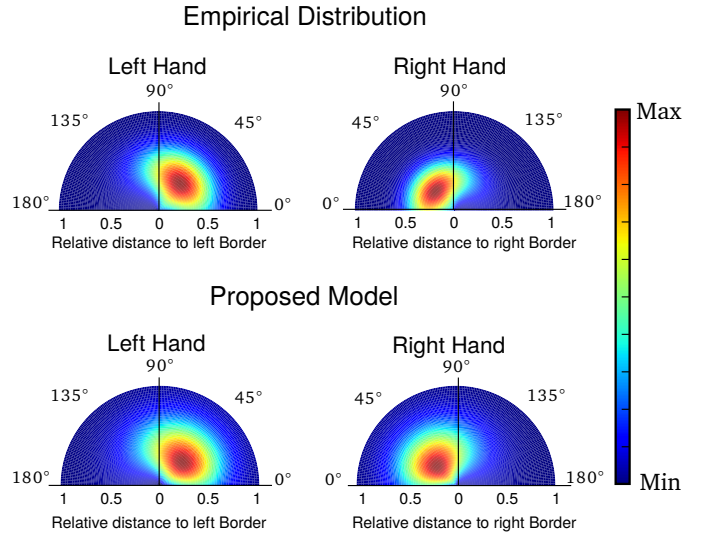 Empirical Distribution
Left Hand
Right Hand
90°
90°
135°
45°
45°
135°
180°
0°
0°
180°
1 0.5 0 0.5 1
1 0.5 0 0.5 1
Relative distance to left Border
Relative distance to right Border
Max
Proposed Model
Left Hand
Right Hand
90°
90°
135°
45°
45°
135°
180°
0°
0°
180°
Min
1 0.5 0 0.5 1
1 0.5 0 0.5 1
Relative distance to left Border
Relative distance to right Border